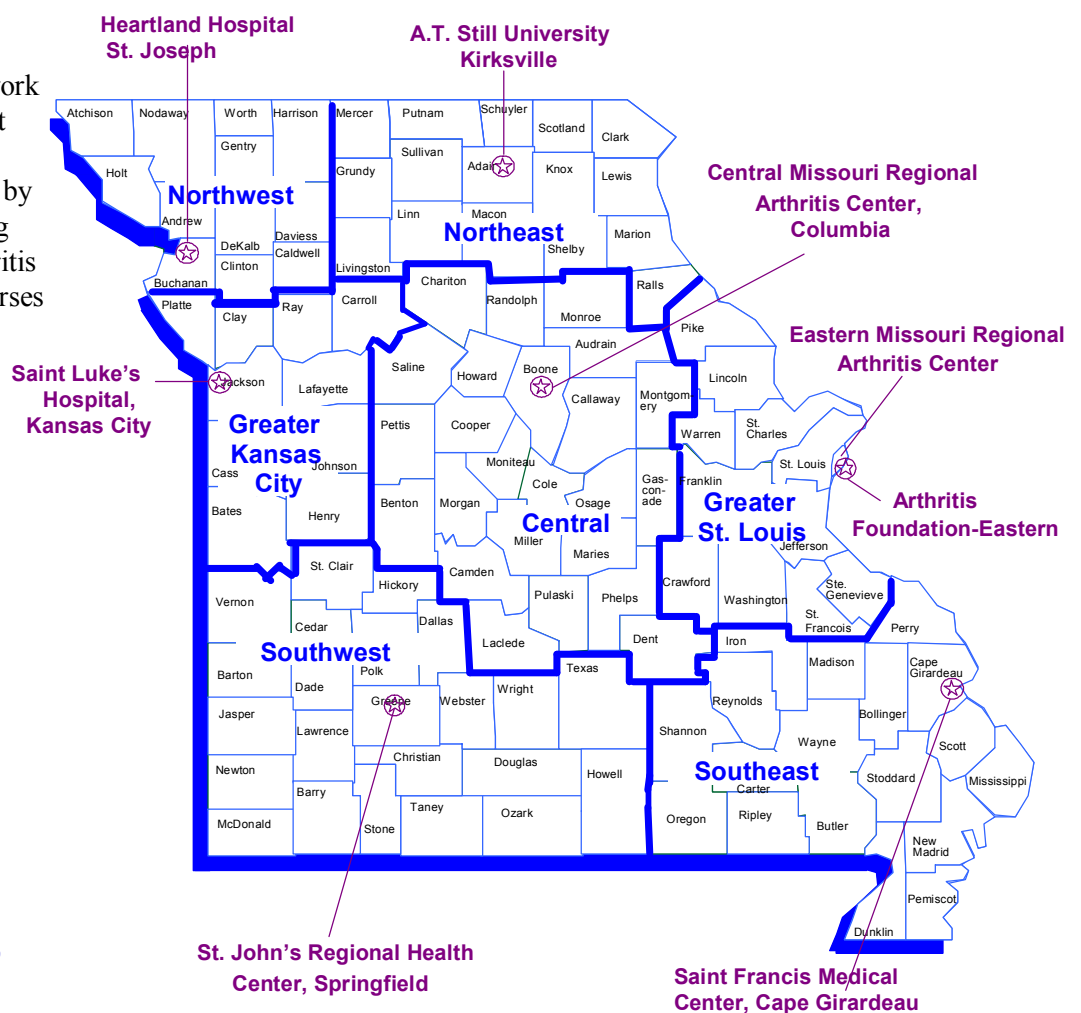 Heartland Hospital
St. Joseph
A.T. Still University
Kirksville
work
t
by
g
ritis
rses
Atchison
Nodaway
Worth
Harrison
Mercer
Putnam
Schuyler
Scotland
Clark
Gentry
Sullivan
Adair
Knox
Lewis
Holt
Grundy
Northwest
Andrew
Linn
Macon
Marion
Northeast
DeKalb
Daviess
Shelby
Caldwell
Clinton
Livingston
Buchanan
Chariton
Ralls
Platte
Clay
Ray
Carroll
Randolph
Monroe
Pike
Audrain
Central Missouri Regional
Arthritis Center,
Columbia
Eastern Missouri Regional
Arthritis Center
Saint Luke's
Hospital,
Kansas City
Jackson
Lafayette
Saline
Howard
Boone
Callaway
Montgom-
ery
Lincoln
Warren
St.
Charles
St. Louis
Greater
Kansas
City
Pettis
Cooper
Cass
Johnson
Moniteau
Cole
Gas-
con-
ade
Franklin
Bates
Henry
Benton
Morgan
Osage
Central
Miller
Maries
Greater
St. Louis
Jefferson
Arthritis
Foundation-Eastern
St. Clair
Hickory
Camden
Pulaski
Phelps
Crawford
Washington
Ste.
Genevieve
St.
Francois
Perry
Vernon
Cedar
Dallas
Laclede
Dent
Iron
Southwest
Barton
Polk
Texas
Madison
Cape
Girardeau
Dade
Greene
Webster
Wright
Reynolds
Bollinger
Jasper
Lawrence
Shannon
Wayne
Scott
Christian
Douglas
Southeast
Newton
Howell
Carter
Stoddard
Mississippi
Barry
Taney
Ozark
McDonald
Stone
Oregon
Ripley
Butler
New
Madrid
Pemiscot
Dunklin
St. John's Regional Health
Center, Springfield
Saint Francis Medical
Center, Cape Girardeau